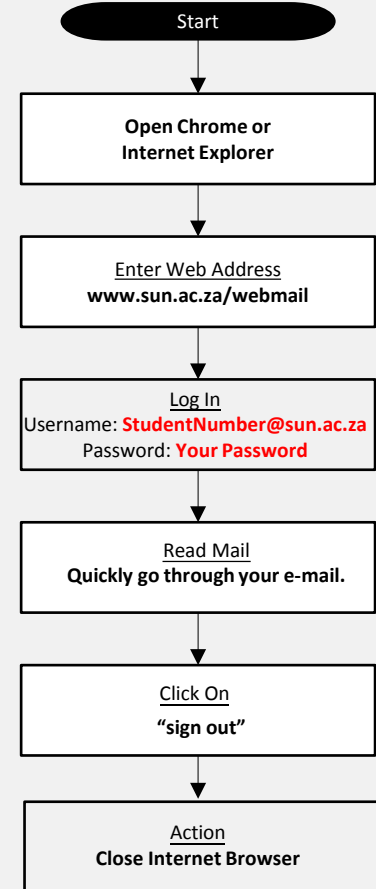 Start
Open Chrome or
Internet Explorer
Enter Web Address
www.sun.ac.za/webmail
Log In
Username: StudentNumber@sun.ac.za
Password: Your Password
Read Mail
Quickly go through your e-mail.
Click On
“sign out”
Action
Close Internet Browser